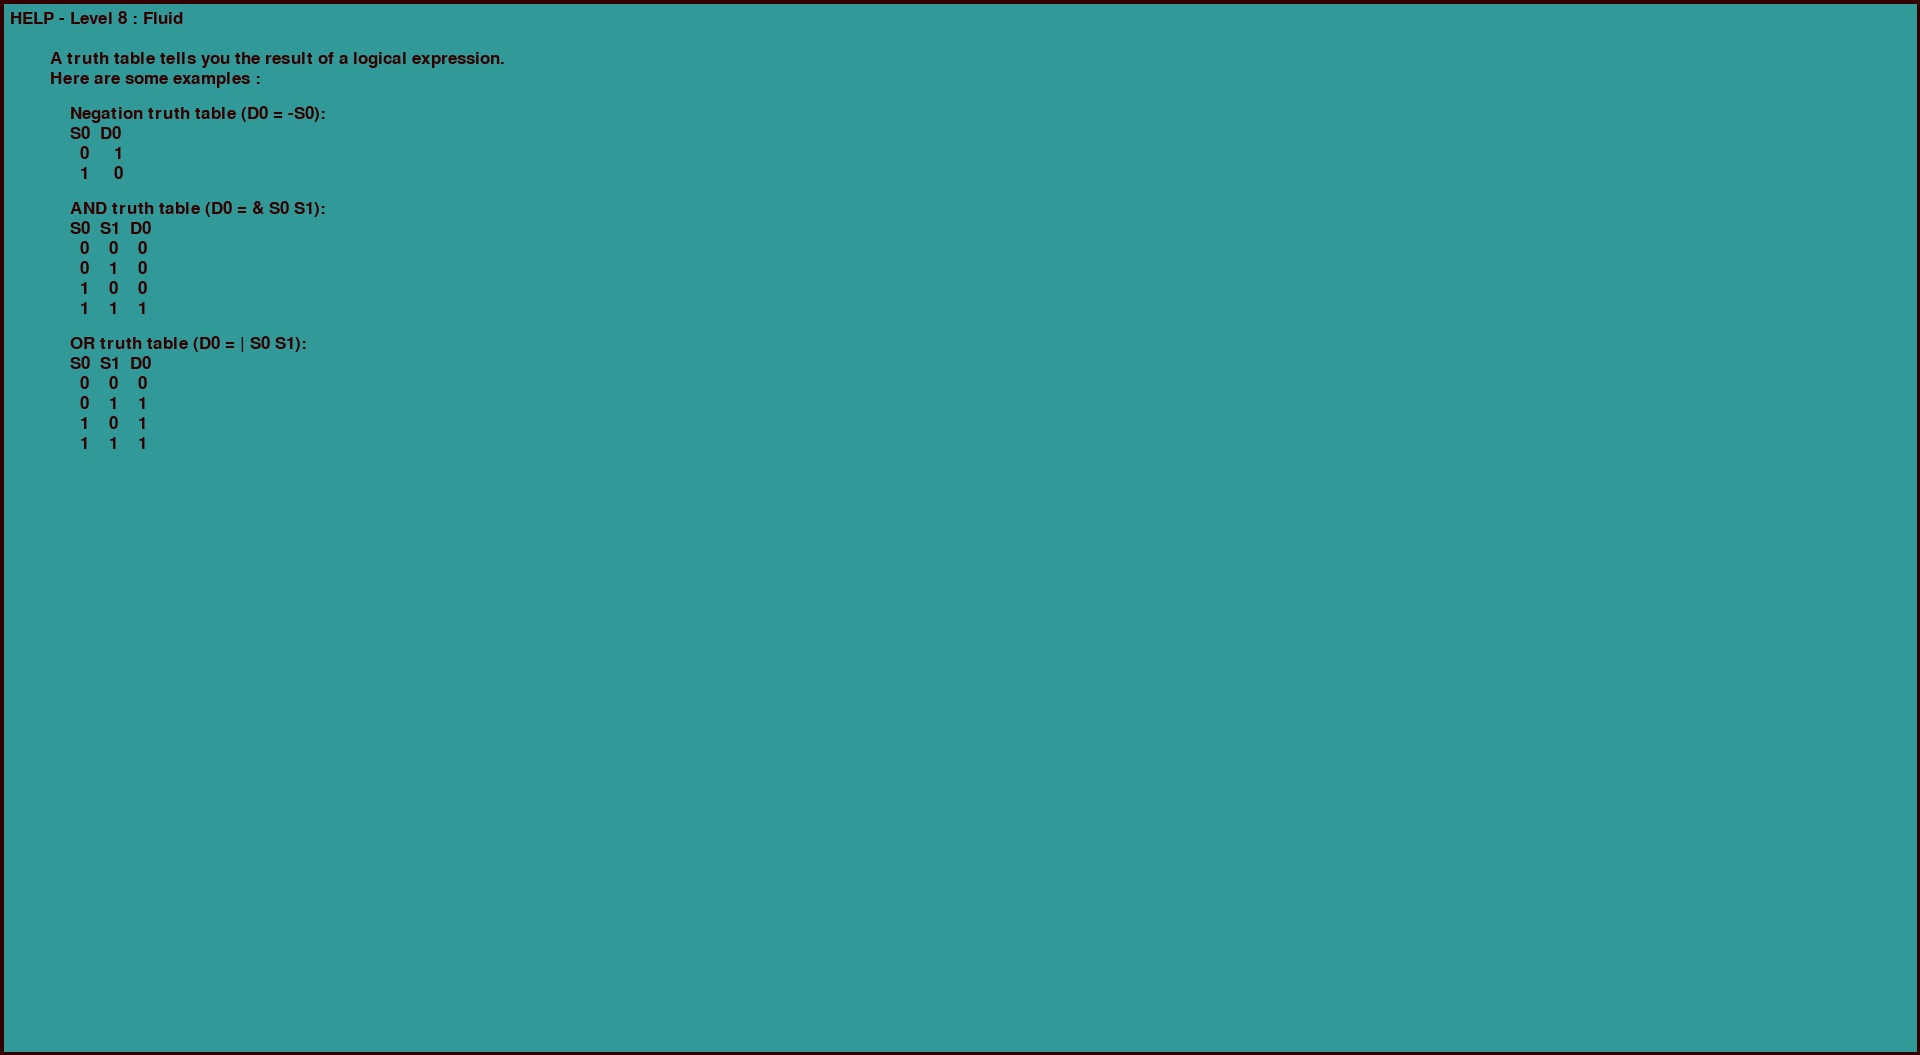 HELP - Level 8 : Fluid
A truth table tells you the result of a logical expression.
Here are some examples :
Negation truth table (D0 = -S0):
S0 D0
0 1
1 0
AND truth table (D0 = & S0 S1):
S0 S1 D0
0 0 0
0 1 0
1 0 0
1 1 1
OR truth table (D0 = | S0 S1):
S0 S1 D0
0 0 0
0 1 1
1 0 1
1 1 1